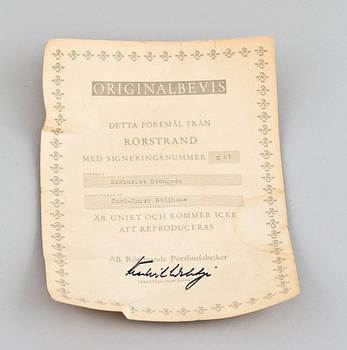 ORIGINALBEVIS
DETTA FÖREMÅL FRÅN
RÖRSTRAND
MED SIGNERINGSNUMMER
Exklusivt Stengods
Carl-Harry Stålhane
ÄR UNIKT OCH KOMMER ICKE
ATT REPRODUCERAS
AB Rörstrands Porslinsfabriker